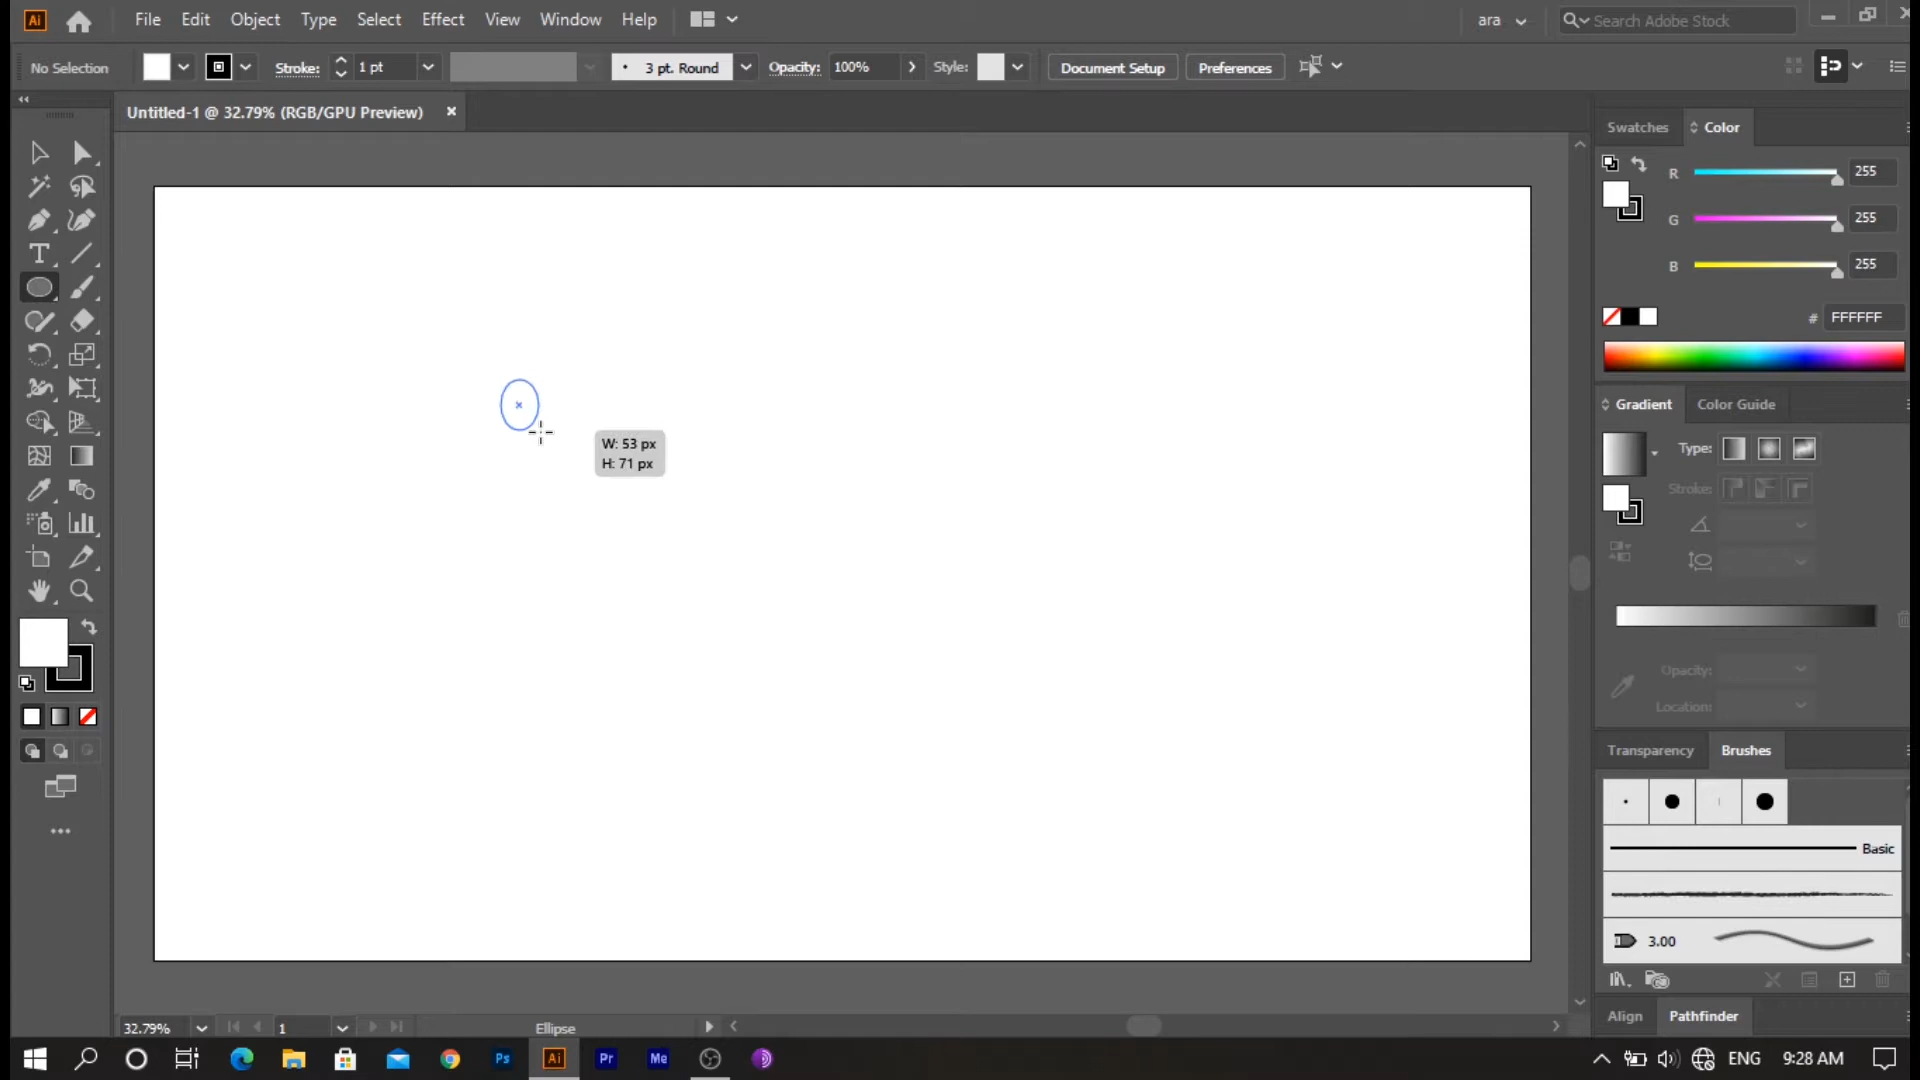 Ai File Edit Object Type Select Effect View Window Help ara Search Adobe Stock
No Selection Stroke: 1 pt 3 pt. Round Opacity: 100% Style: Document Setup Preferences
Untitled-1 @ 32.79% (RGB/GPU Preview) ×
Swatches Color
R 255
G 255
B 255
# FFFFFF
Gradient Color Guide
Type:
Stroke:
W: 53 px
H: 71 px
Opacity:
Location:
Transparency Brushes
Basic
3.00
Align Pathfinder
32.79% 1 Ellipse
Ps Ai Pr Me ENG 9:28 AM